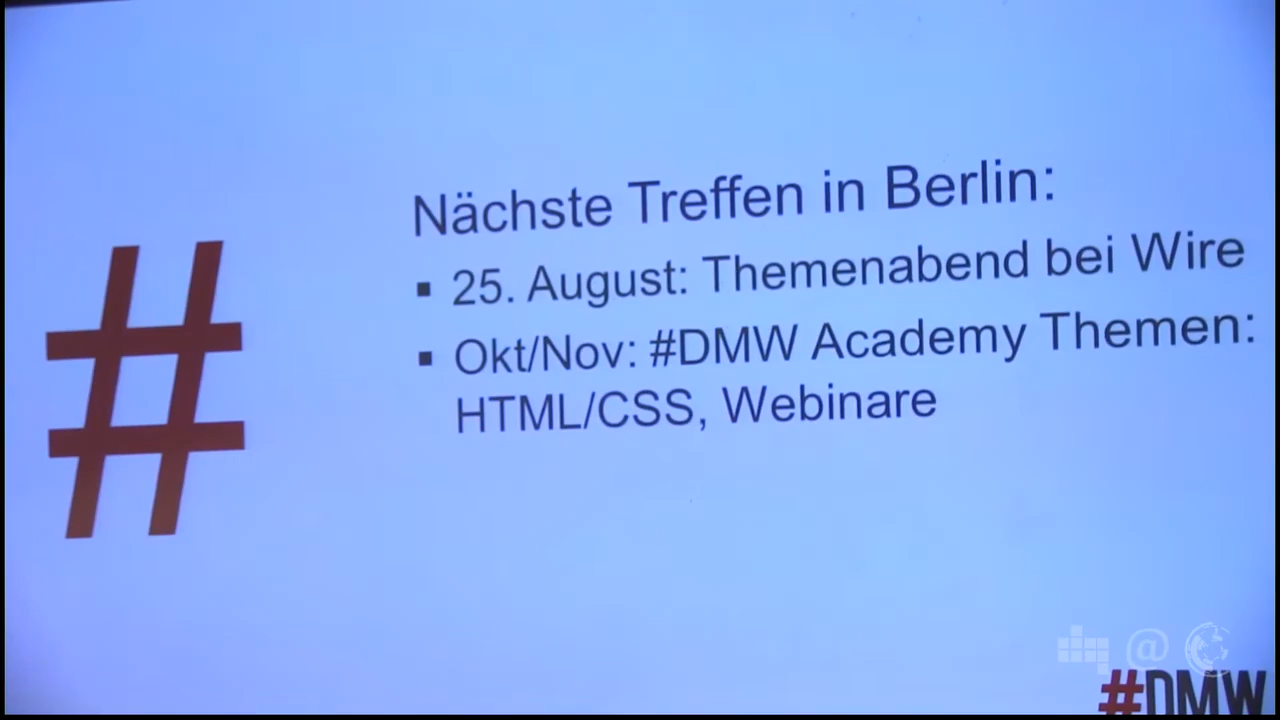 #
Nächste Treffen in Berlin:
▪ 25. August: Themenabend bei Wire
▪ Okt/Nov: #DMW Academy Themen:
HTML/CSS, Webinare
@
#DMW